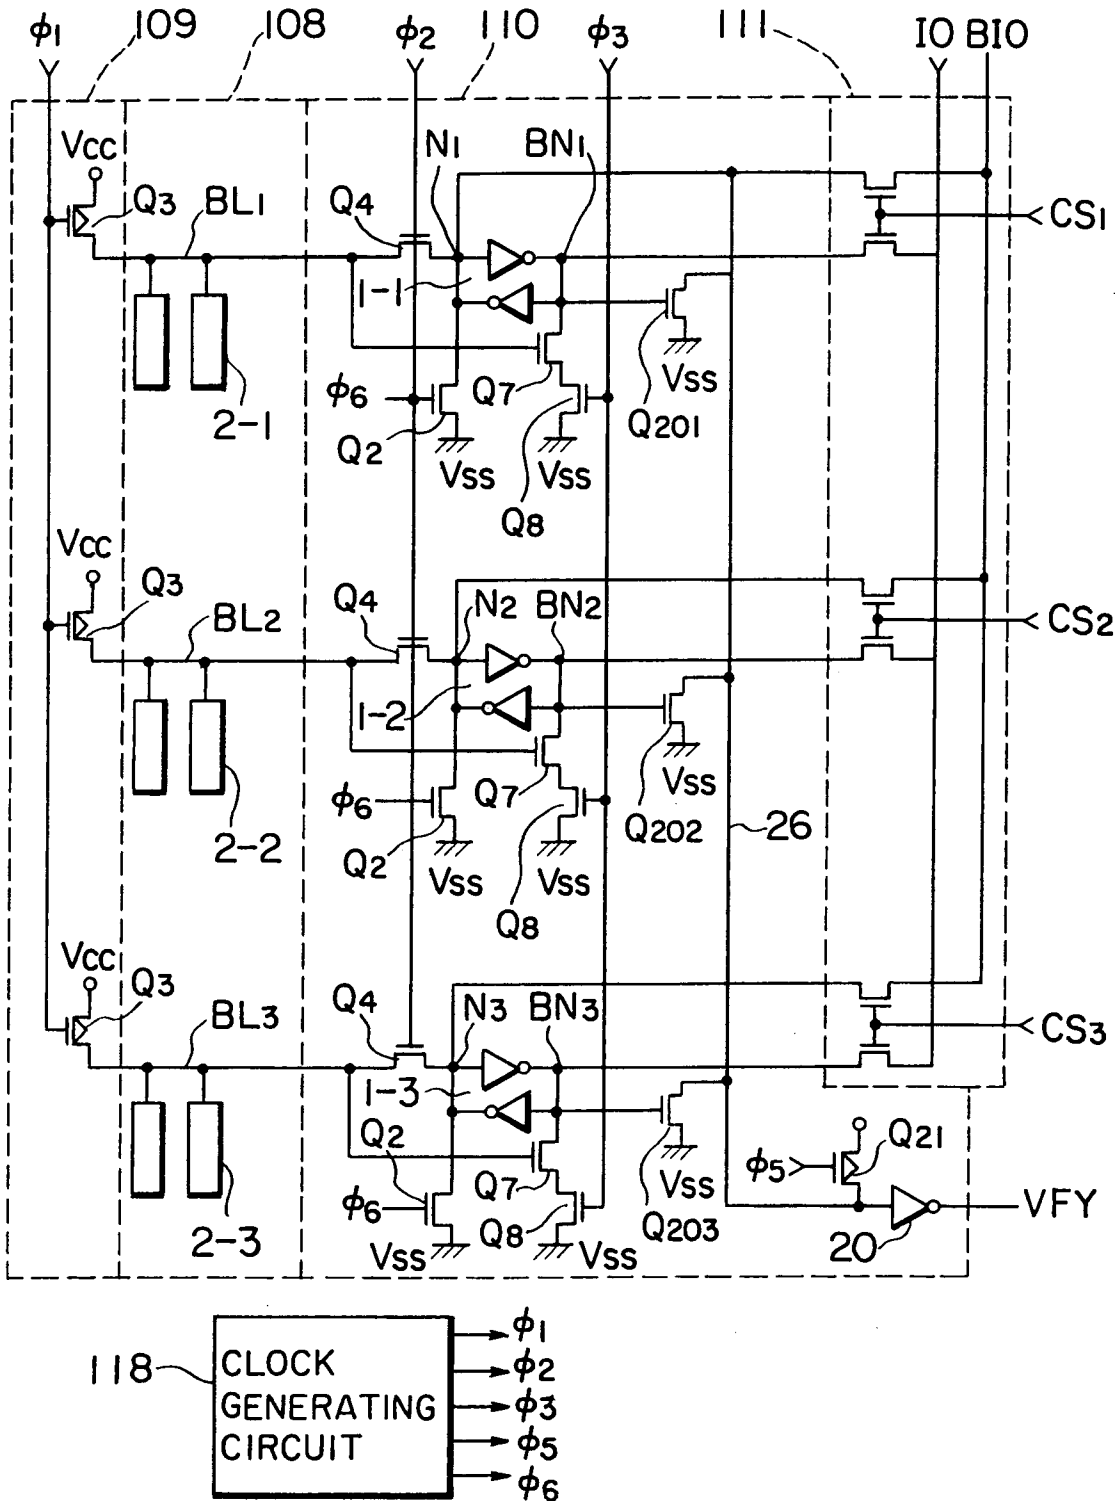 109 108 110 111
ϕ1 ϕ2 ϕ3 IO BIO
VCC N1 BN1
Q3 BL1 Q4 CS1
1-1
VSS
ϕ6 Q7
2-1 Q2 Q201
VSS VSS
Q8
VCC
Q3 BL2 Q4 N2 BN2 CS2
1-2
VSS
ϕ6 Q7
2-2 Q2 Q202 26
VSS VSS
Q8
VCC
Q3 BL3 Q4 N3 BN3 CS3
1-3
Q2 Q21
Q7 VSS ϕ5
ϕ6 Q8 Q203 VFY
2-3 VSS VSS 20
118 CLOCK
GENERATING
CIRCUIT
ϕ1
ϕ2
ϕ3
ϕ5
ϕ6